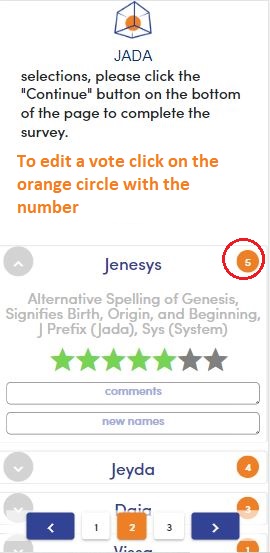 JADA
selections, please click the
"Continue" button on the bottom
of the page to complete the
survey.
To edit a vote click on the
orange circle with the
number
Jenesys 5
Alternative Spelling of Genesis,
Signifies Birth, Origin, and Beginning,
J Prefix (Jada), Sys (System)
comments
new names
Jeyda 4
Daia 3
1 2 3